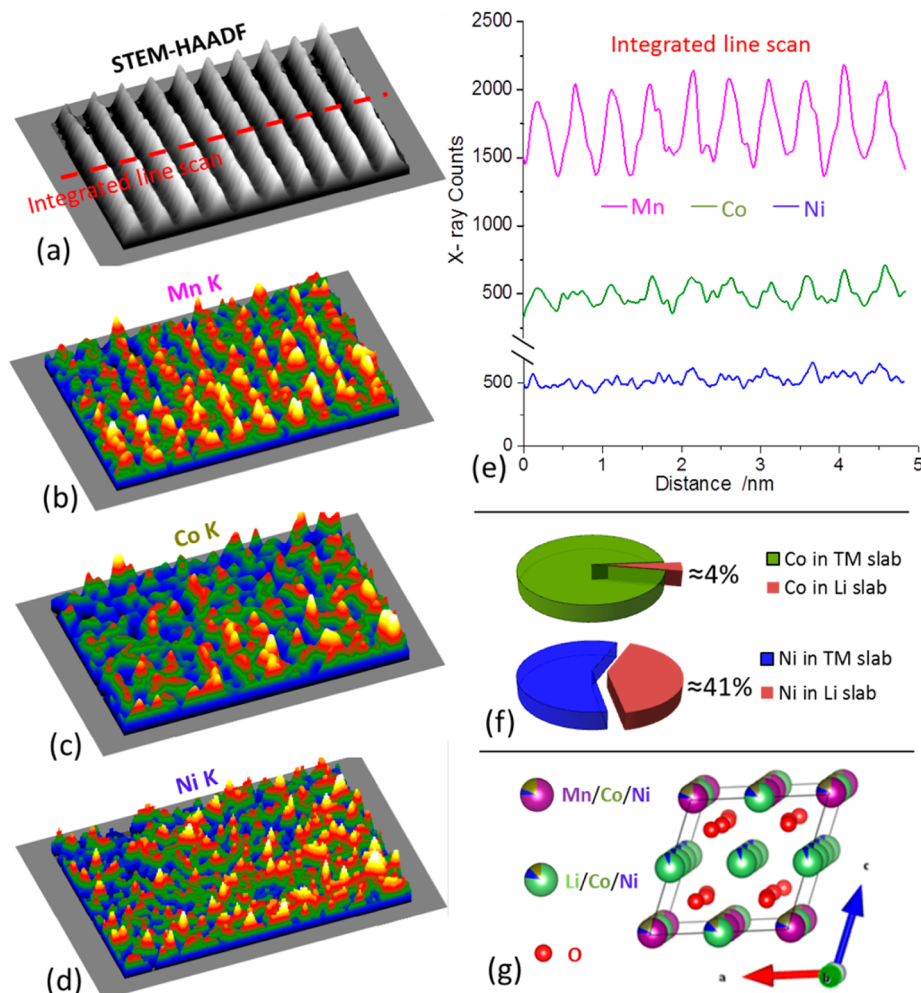 STEM-HAADF
Integrated line scan
(a)
Mn K
(b)
Co K
(c)
Ni K
(d)
2500
2000
1500
2500
500
500
0
X- ray Counts
Integrated line scan
Mn Co Ni
0 1 2 3 4 5
Distance /nm
(e)
≈4%
Co in TM slab
Co in Li slab
≈41%
Ni in TM slab
Ni in Li slab
(f)
Mn/Co/Ni
Li/Co/Ni
O
c
a
b
(g)